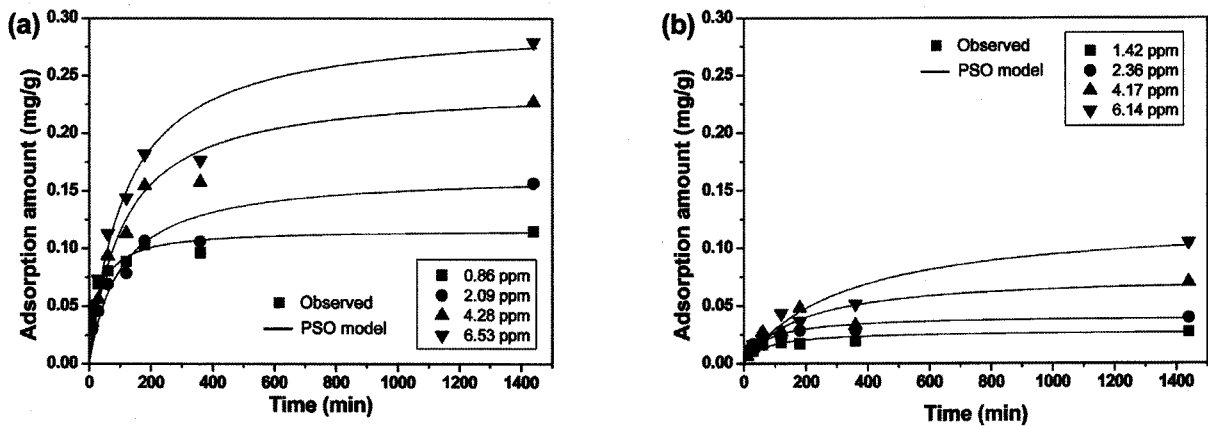 (a)
0.30
0.25
0.20
0.15
0.10
0.05
0.00
Adsorption amount (mg/g)
0 200 400 600 800 1000 1200 1400
Time (min)
Observed
PSO model
0.86 ppm
2.09 ppm
4.28 ppm
6.53 ppm
(b)
0.30
0.25
0.20
0.15
0.10
0.05
0.00
Adsorption amount (mg/g)
0 200 400 600 800 1000 1200 1400
Time (min)
Observed
PSO model
1.42 ppm
2.36 ppm
4.17 ppm
6.14 ppm